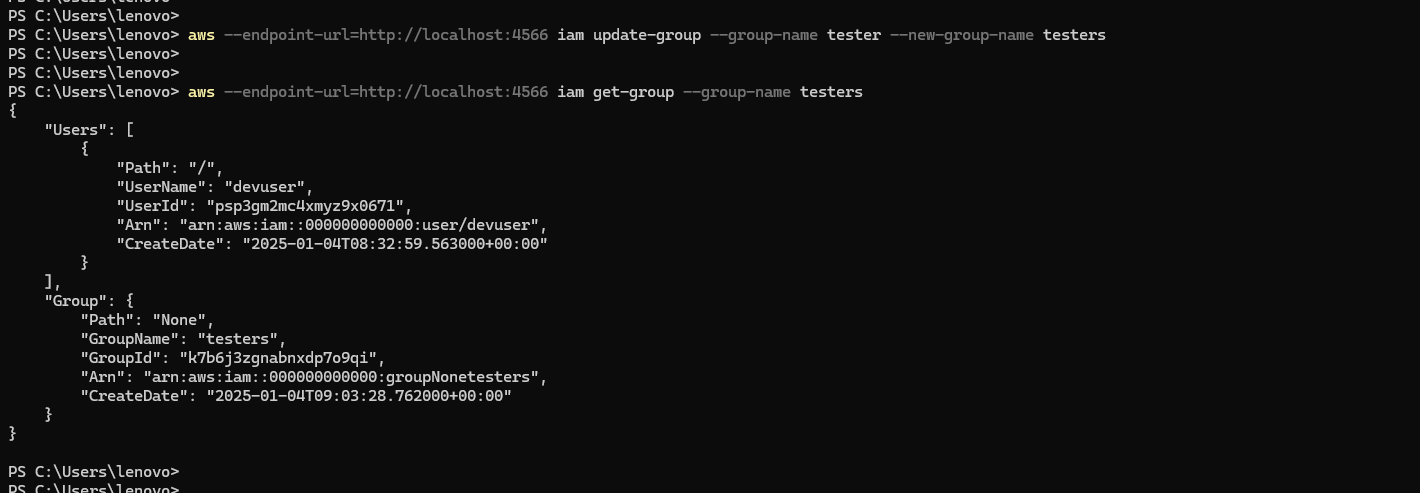 PS C:\Users\lenovo>
PS C:\Users\lenovo>
PS C:\Users\lenovo> aws --endpoint-url=http://localhost:4566 iam update-group --group-name tester --new-group-name testers
PS C:\Users\lenovo>
PS C:\Users\lenovo>
PS C:\Users\lenovo> aws --endpoint-url=http://localhost:4566 iam get-group --group-name testers
{
    "Users": [
        {
            "Path": "/",
            "UserName": "devuser",
            "UserId": "psp3gm2mc4xmyz9x0671",
            "Arn": "arn:aws:iam::000000000000:user/devuser",
            "CreateDate": "2025-01-04T08:32:59.563000+00:00"
        }
    ],
    "Group": {
        "Path": "None",
        "GroupName": "testers",
        "GroupId": "k7b6j3zgnabnxdp7o9qi",
        "Arn": "arn:aws:iam::000000000000:groupNonetesters",
        "CreateDate": "2025-01-04T09:03:28.762000+00:00"
    }
}
PS C:\Users\lenovo>
PS C:\Users\lenovo>